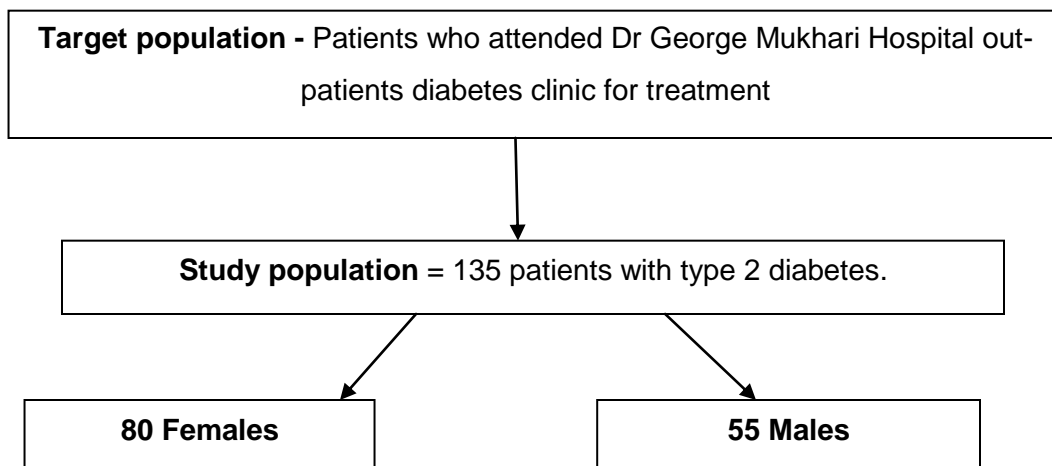 Target population - Patients who attended Dr George Mukhari Hospital out-
patients diabetes clinic for treatment
Study population = 135 patients with type 2 diabetes.
80 Females
55 Males